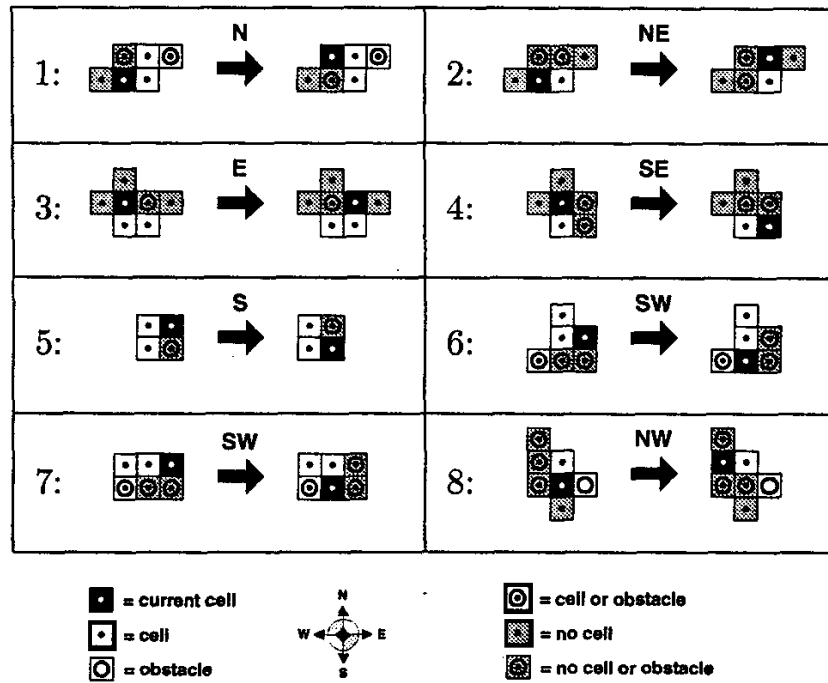 N
1:
NE
2:
E
3:
SE
4:
S
5:
SW
6:
SW
7:
NW
8:
= current cell
= cell
= obstacle
N
W E
S
= cell or obstacle
= no cell
= no cell or obstacle